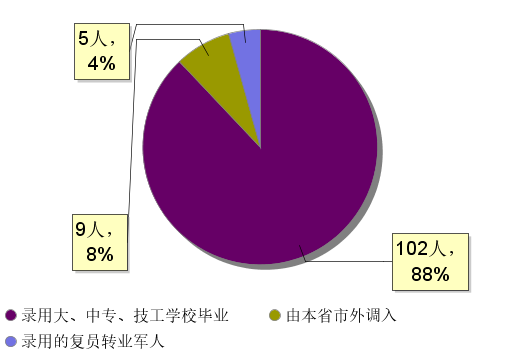 5人，
4%
9人，
8%
102人，
88%
录用大、中专、技工学校毕业
由本省市外调入
录用的复员转业军人